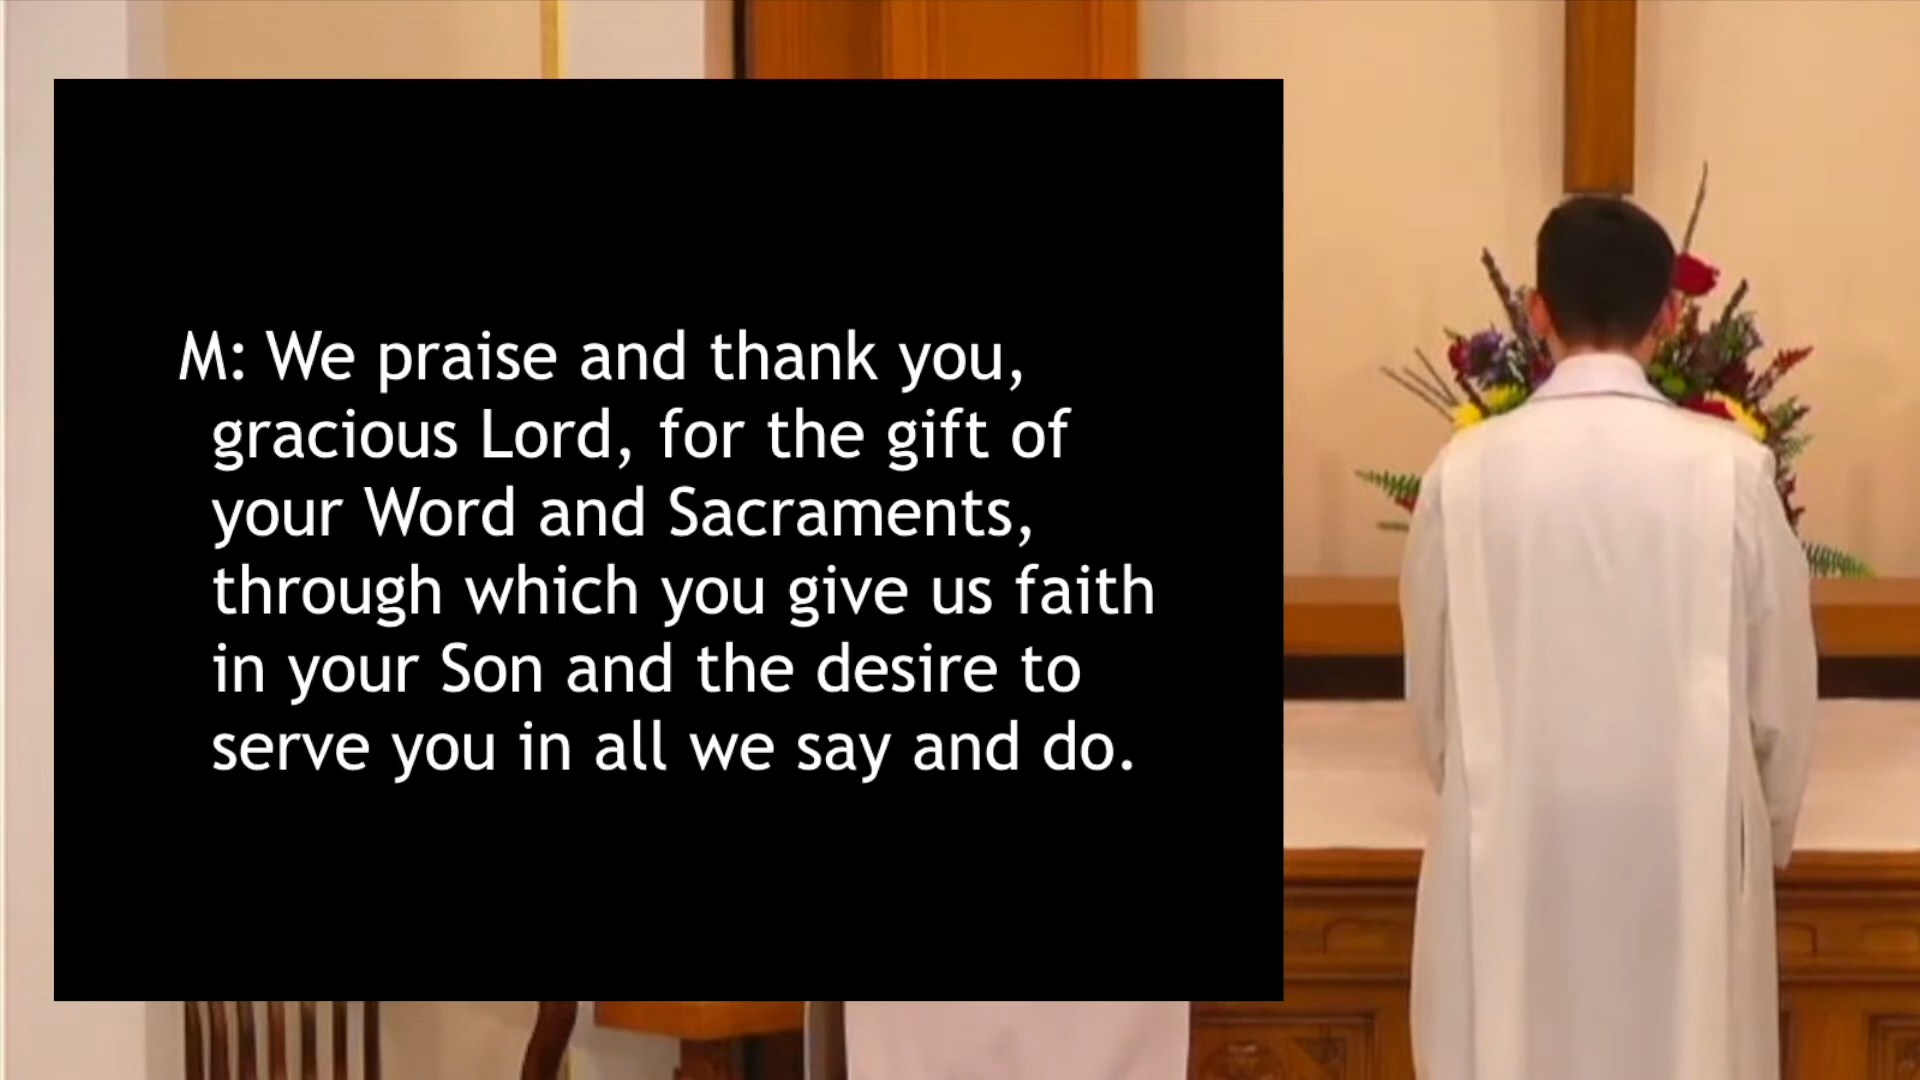 M: We praise and thank you,
gracious Lord, for the gift of
your Word and Sacraments,
through which you give us faith
in your Son and the desire to
serve you in all we say and do.